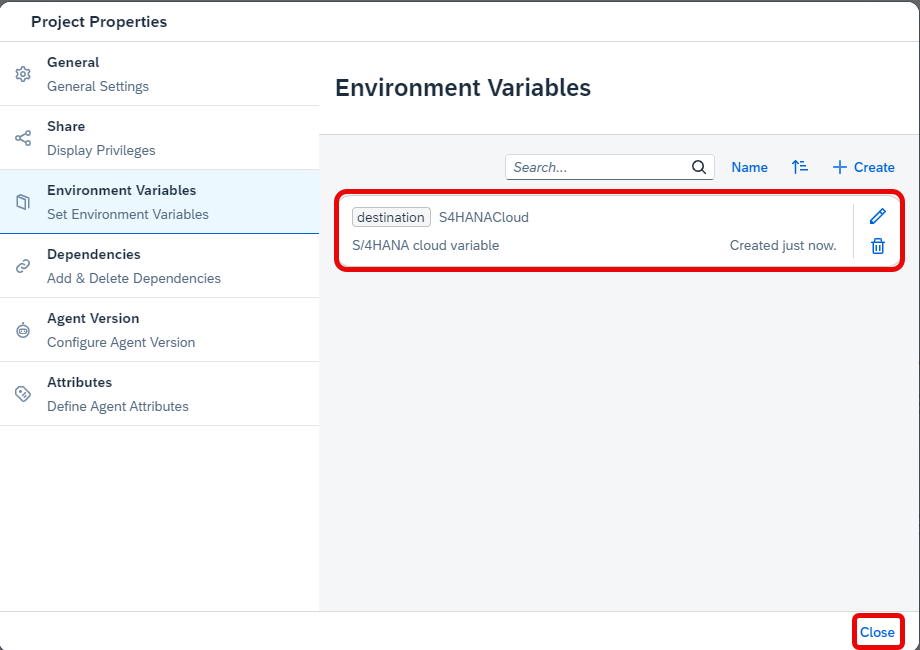 Project Properties
General
General Settings
Share
Display Privileges
Environment Variables
Set Environment Variables
Dependencies
Add & Delete Dependencies
Agent Version
Configure Agent Version
Attributes
Define Agent Attributes
Environment Variables
Search... Name Create
destination S4HANACloud
S/4HANA cloud variable Created just now.
Close